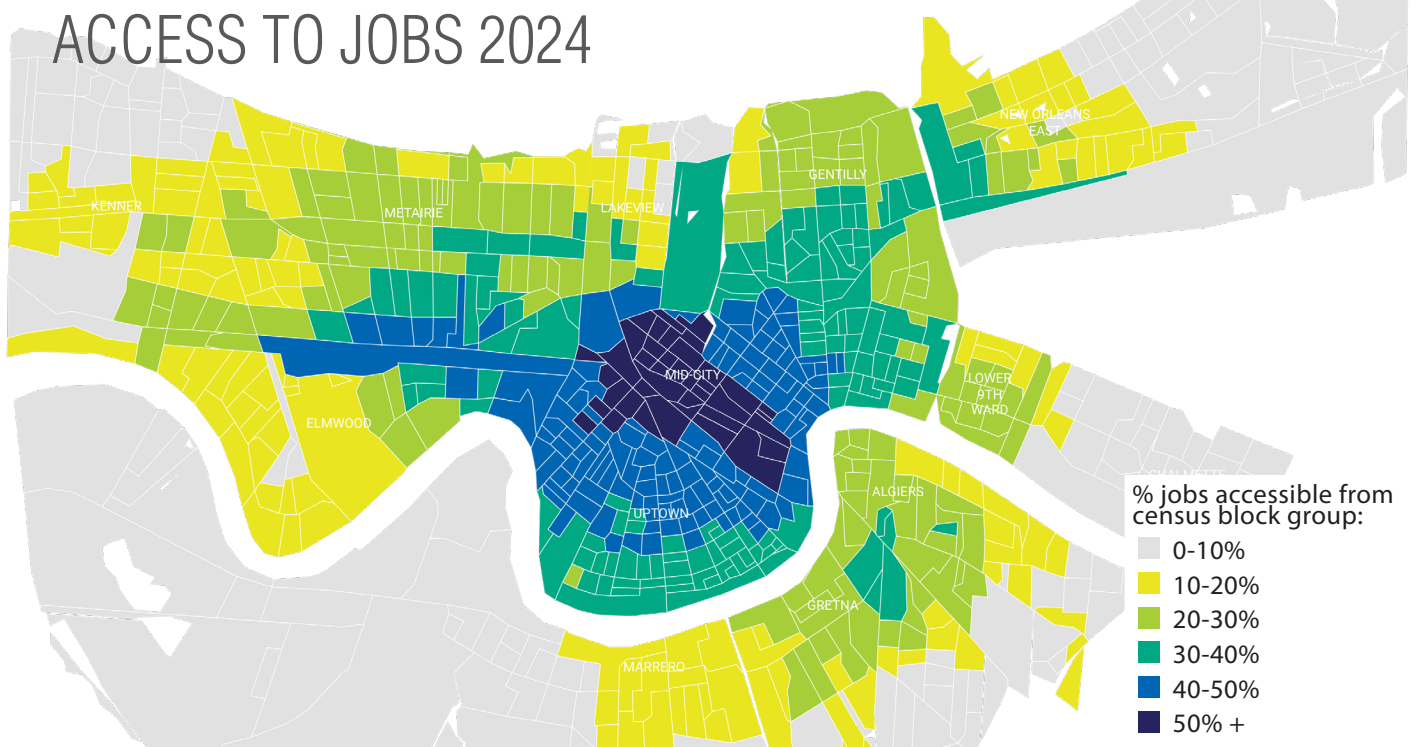 ACCESS TO JOBS 2024
NEW ORLEANS
EAST
GENTILLY
KENNER
METAIRIE
LAKEVIEW
MID-CITY
LOWER
9TH
WARD
ELMWOOD
CHALMETTE
ALGIERS
UPTOWN
GRETNA
MARRERO
% jobs accessible from
census block group:
0-10%
10-20%
20-30%
30-40%
40-50%
50% +